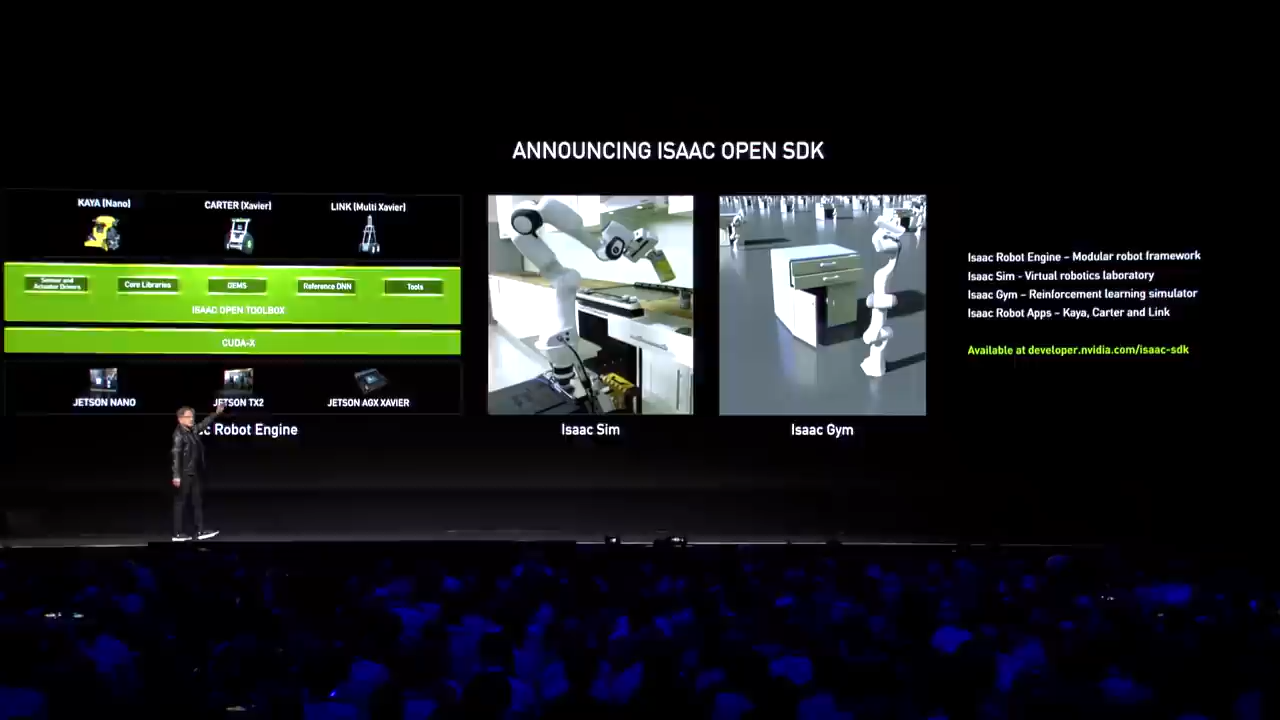 ANNOUNCING ISAAC OPEN SDK
KAYA (Nano)
CARTER (Xavier)
LINK (Multi Xavier)
Sensor and
Actuator Drivers
Core Libraries
GEMS
Reference DNN
Tools
ISAAC OPEN TOOLBOX
CUDA-X
JETSON NANO
JETSON TX2
JETSON AGX XAVIER
Robot Engine
Isaac Sim
Isaac Gym
Isaac Robot Engine – Modular robot framework
Isaac Sim - Virtual robotics laboratory
Isaac Gym – Reinforcement learning simulator
Isaac Robot Apps – Kaya, Carter and Link
Available at developer.nvidia.com/isaac-sdk